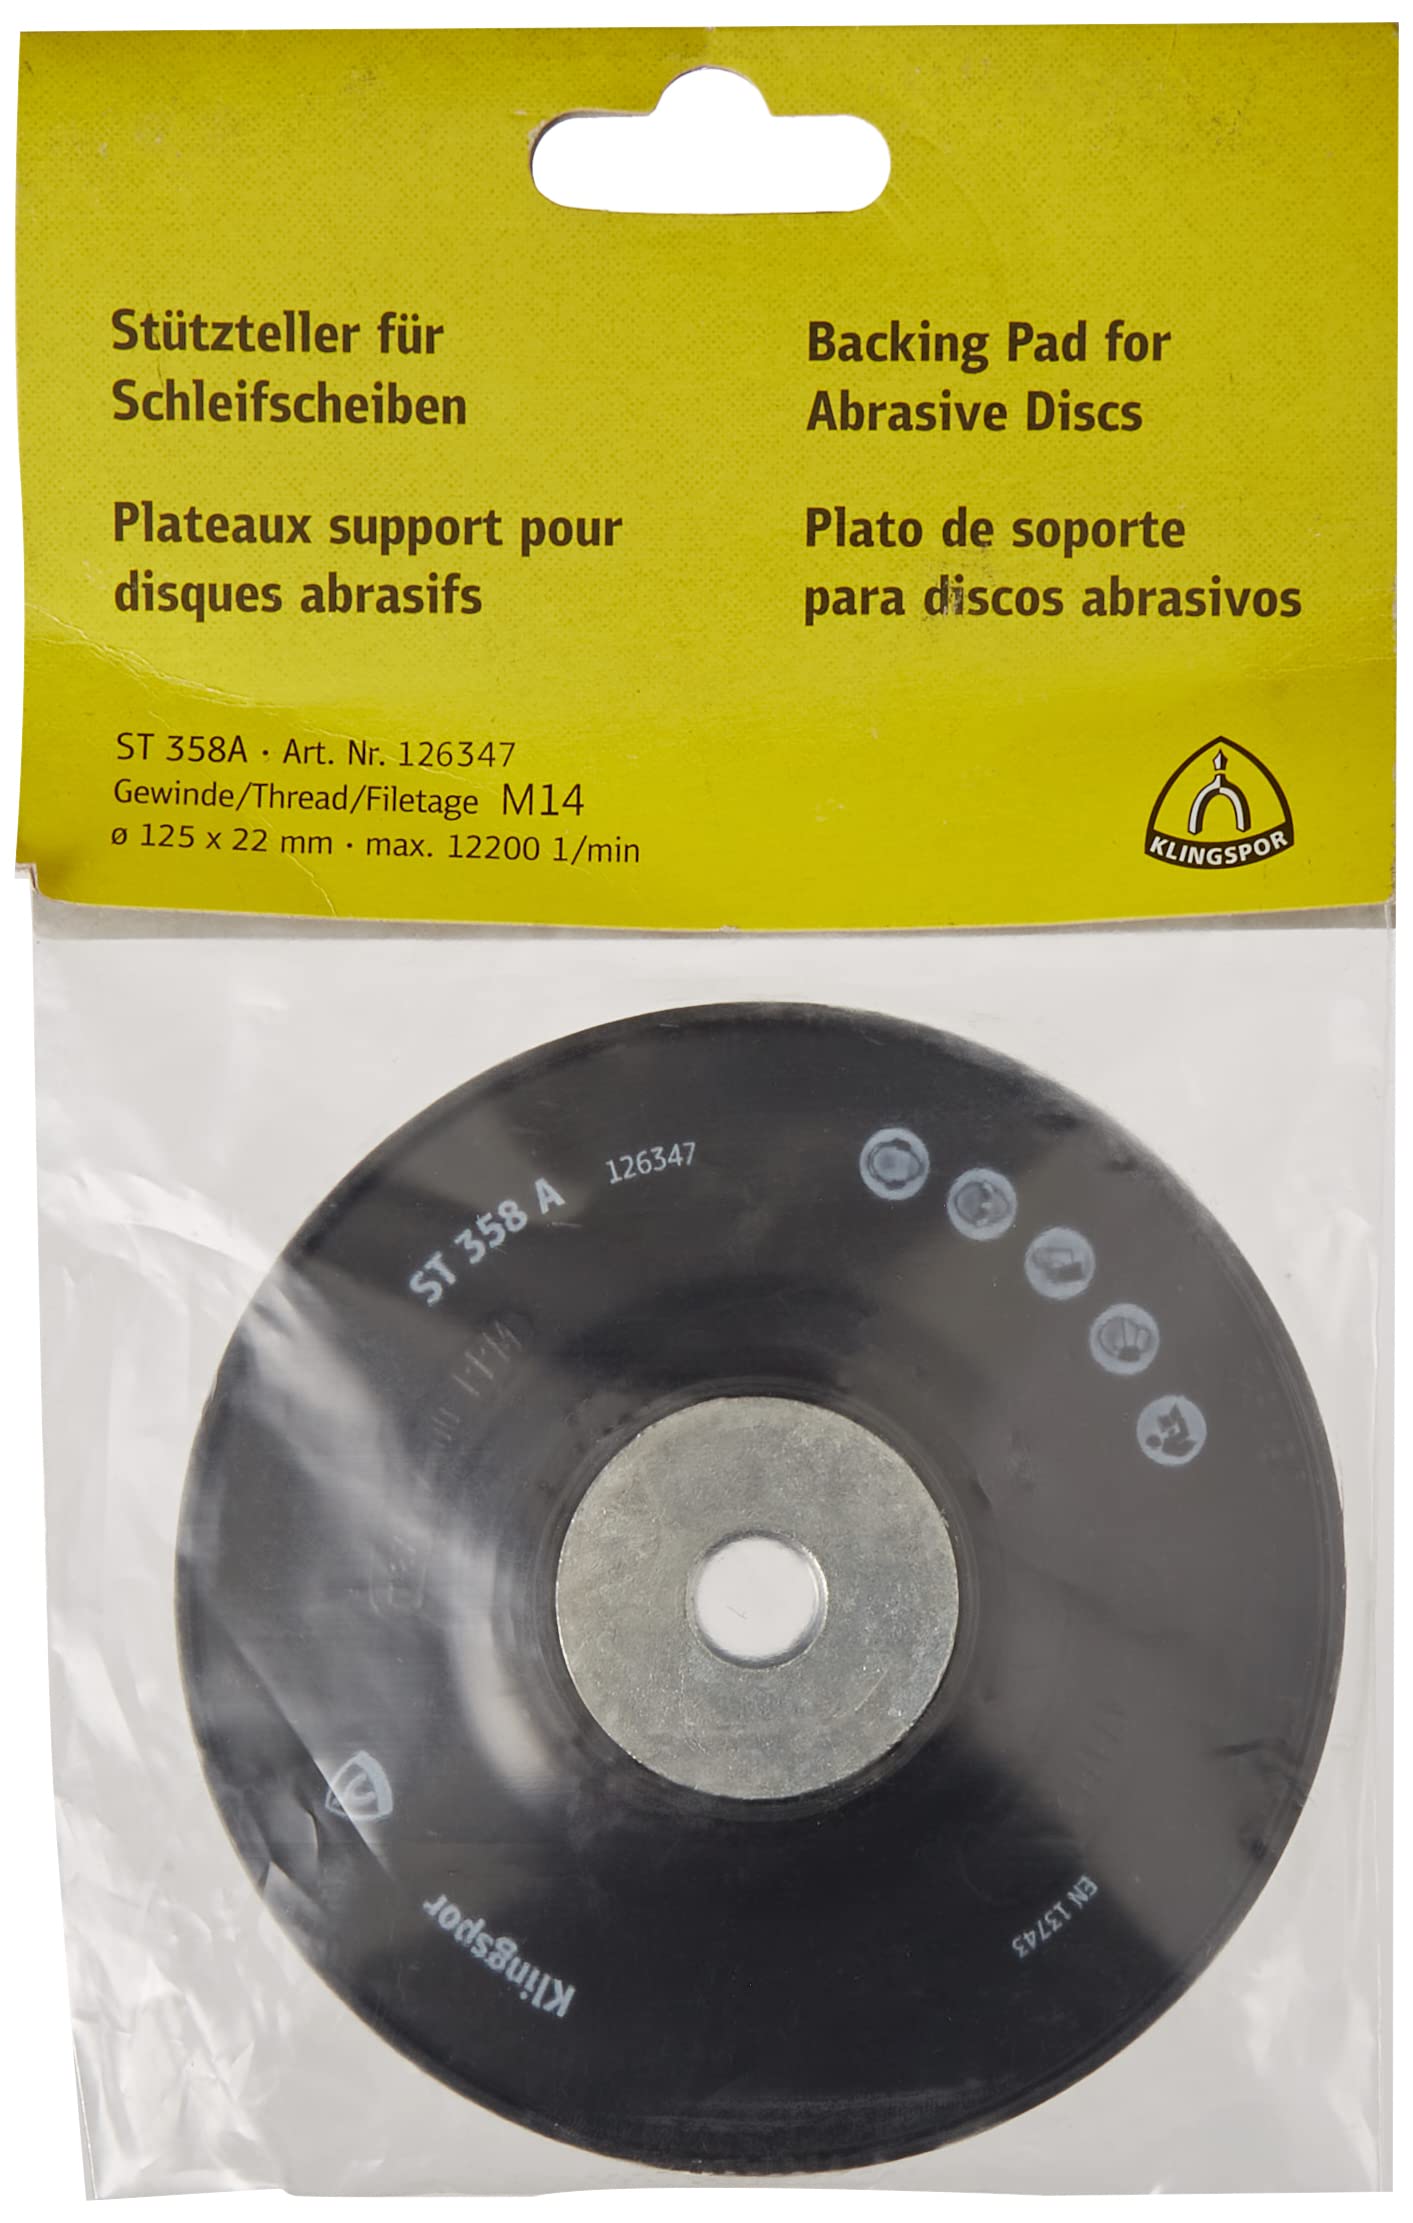 Stützteller für
Schleifscheiben
Backing Pad for
Abrasive Discs
Plateaux support pour
disques abrasifs
Plato de soporte
para discos abrasivos
ST 358A · Art. Nr. 126347
Gewinde/Thread/Filetage M14
ø 125 x 22 mm · max. 12200 1/min
KLINGSPOR
ST 358 A
126347
EN 13743
Klingspor